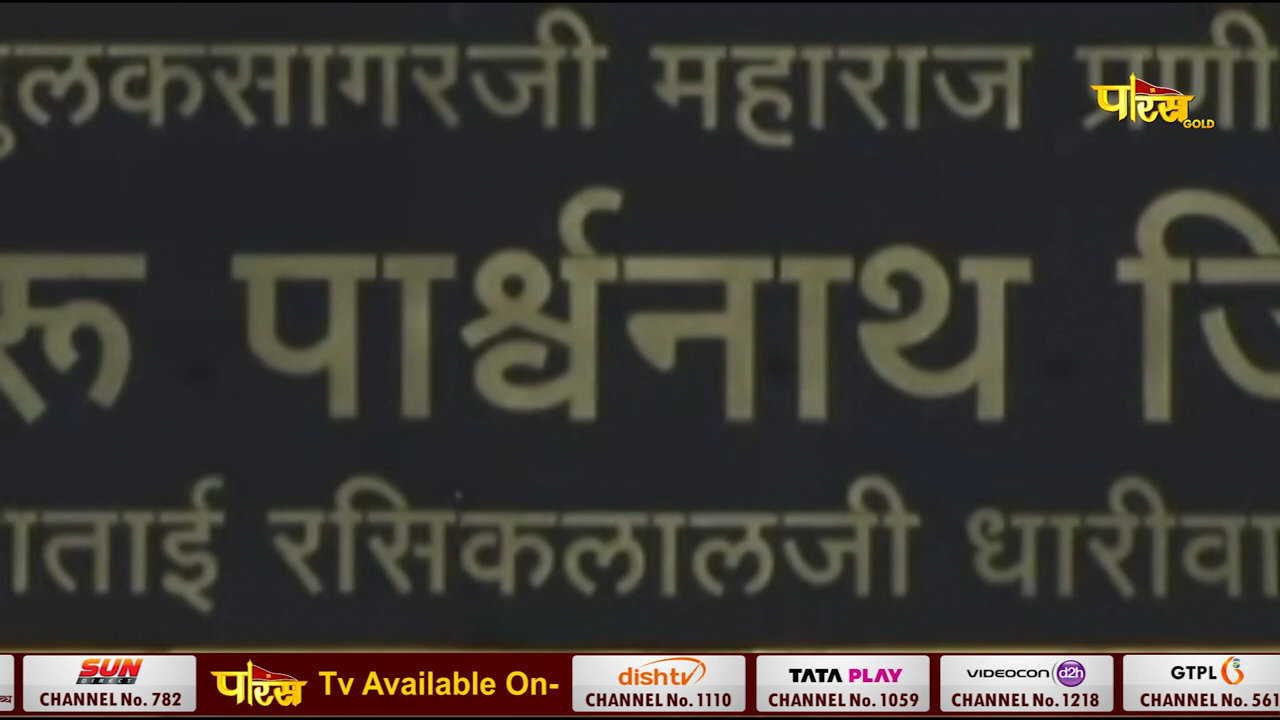 पुलकसागरजी महाराज प्रणी
रू पार्श्वनाथ जि
ताई रसिकलालजी धारीवा
पारस GOLD
SUN DIRECT
CHANNEL No. 782
पारस Tv Available On-
dishtv
CHANNEL No. 1110
TATA PLAY
CHANNEL No. 1059
VIDEOCON d2h
CHANNEL No. 1218
GTPL
CHANNEL No. 561